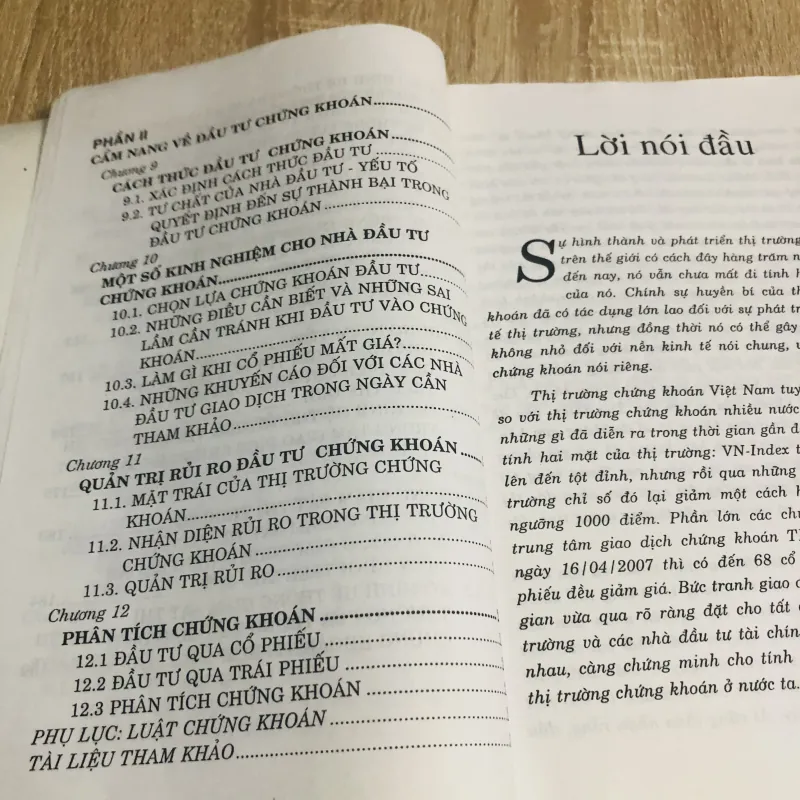 PHẦN II
CẨM NANG VỀ ĐẦU TƯ CHỨNG KHOÁN
Chương 9
CÁCH THỨC ĐẦU TƯ CHỨNG KHOÁN
9.1. XÁC ĐỊNH CÁCH THỨC ĐẦU TƯ
9.2. TƯ CHẤT CỦA NHÀ ĐẦU TƯ - YẾU TỐ
QUYẾT ĐỊNH ĐẾN SỰ THÀNH BẠI TRONG
ĐẦU TƯ CHỨNG KHOÁN
Chương 10
MỘT SỐ KINH NGHIỆM CHO NHÀ ĐẦU TƯ
CHỨNG KHOÁN
10.1. CHỌN LỰA CHỨNG KHOÁN ĐẦU TƯ
10.2. NHỮNG ĐIỀU CẦN BIẾT VÀ NHỮNG SAI
LẦM CẦN TRÁNH KHI ĐẦU TƯ VÀO CHỨNG
KHOÁN
10.3. LÀM GÌ KHI CỔ PHIẾU MẤT GIÁ?
10.4. NHỮNG KHUYẾN CÁO ĐỐI VỚI CÁC NHÀ
ĐẦU TƯ GIAO DỊCH TRONG NGÀY CẦN
THAM KHẢO
Chương 11
QUẢN TRỊ RỦI RO ĐẦU TƯ CHỨNG KHOÁN
11.1. MẶT TRÁI CỦA THỊ TRƯỜNG CHỨNG
KHOÁN
11.2. NHẬN DIỆN RỦI RO TRONG THỊ TRƯỜNG
CHỨNG KHOÁN
11.3. QUẢN TRỊ RỦI RO
Chương 12
PHÂN TÍCH CHỨNG KHOÁN
12.1 ĐẦU TƯ QUA CỔ PHIẾU
12.2 ĐẦU TƯ QUA TRÁI PHIẾU
12.3 PHÂN TÍCH CHỨNG KHOÁN
PHỤ LỤC: LUẬT CHỨNG KHOÁN
TÀI LIỆU THAM KHẢO
Lời nói đầu
Sự hình thành và phát triển thị trường
trên thế giới có cách đây hàng trăm
đến nay, nó vẫn chưa mất đi tính
của nó. Chính sự huyền bí của
khoán đã có tác dụng lớn lao đối với sự phát
tế thị trường, nhưng đồng thời nó có thể gây
không nhỏ đối với nền kinh tế nói chung,
chứng khoán nói riêng.
Thị trường chứng khoán Việt Nam
so với thị trường chứng khoán nhiều nước
những gì đã diễn ra trong thời gian gần
tính hai mặt của thị trường: VN-Index
lên đến tột đỉnh, nhưng rồi qua những
trường chỉ số đó lại giảm một cách
ngưỡng 1000 điểm. Phần lớn các
trung tâm giao dịch chứng khoán
ngày 16/04/2007 thì có đến 68 cổ
phiếu đều giảm giá. Bức tranh giao
gian vừa qua rõ ràng đặt cho tất
trường và các nhà đầu tư tài chín
nhau, càng chứng minh cho tính
thị trường chứng khoán ở nước ta.